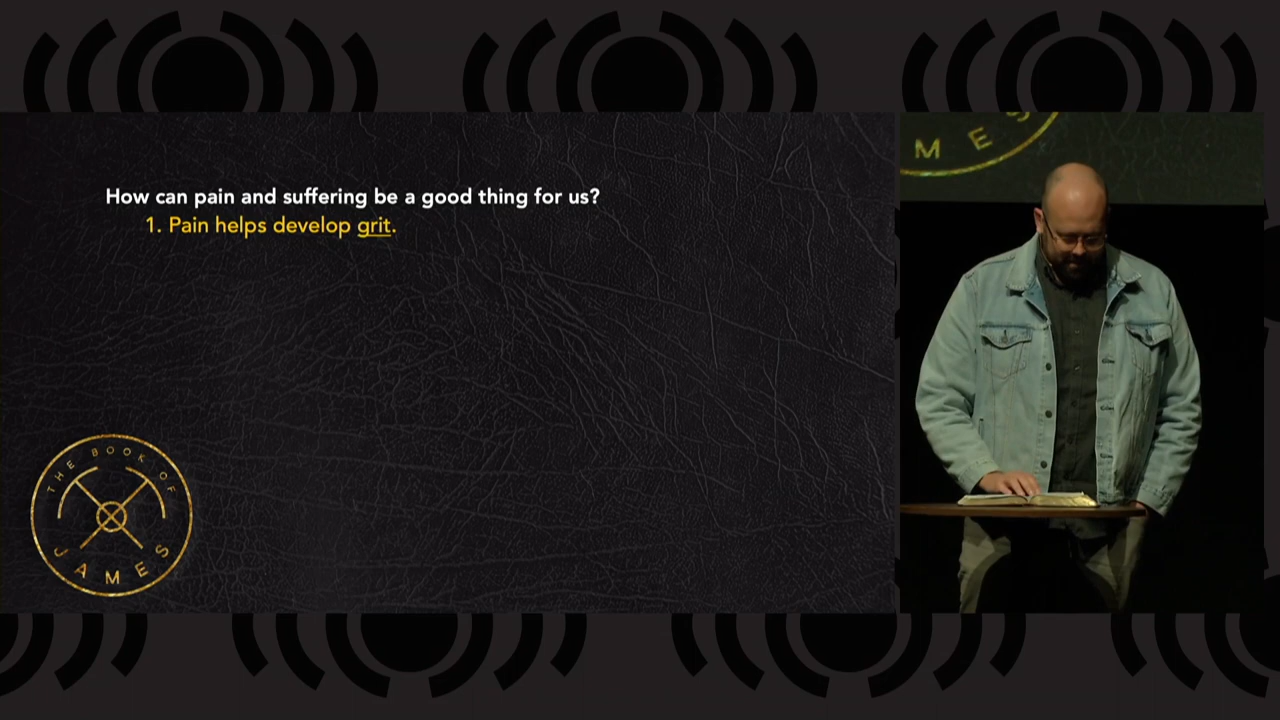 How can pain and suffering be a good thing for us?
1. Pain helps develop grit.
THE BOOK OF
JAMES
MES